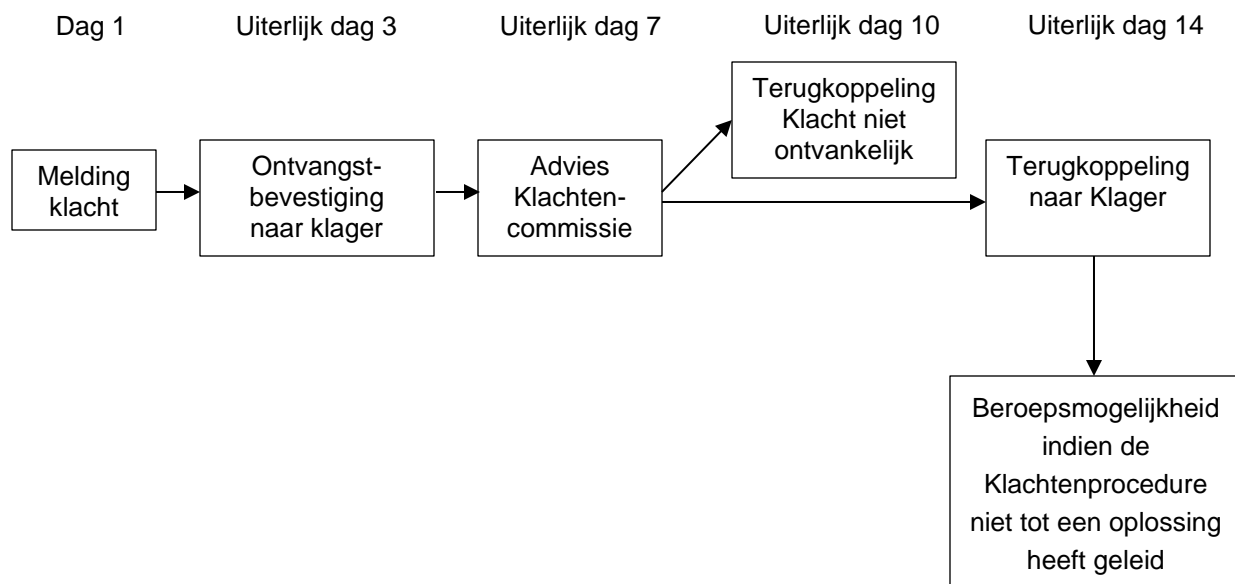 Dag 1
Uiterlijk dag 3
Uiterlijk dag 7
Uiterlijk dag 10
Uiterlijk dag 14
Melding
klacht
Ontvangst-
bevestiging
naar klager
Advies
Klachten-
commissie
Terugkoppeling
Klacht niet
ontvankelijk
Terugkoppeling
naar Klager
Beroepsmogelijkheid
indien de
Klachtenprocedure
niet tot een oplossing
heeft geleid